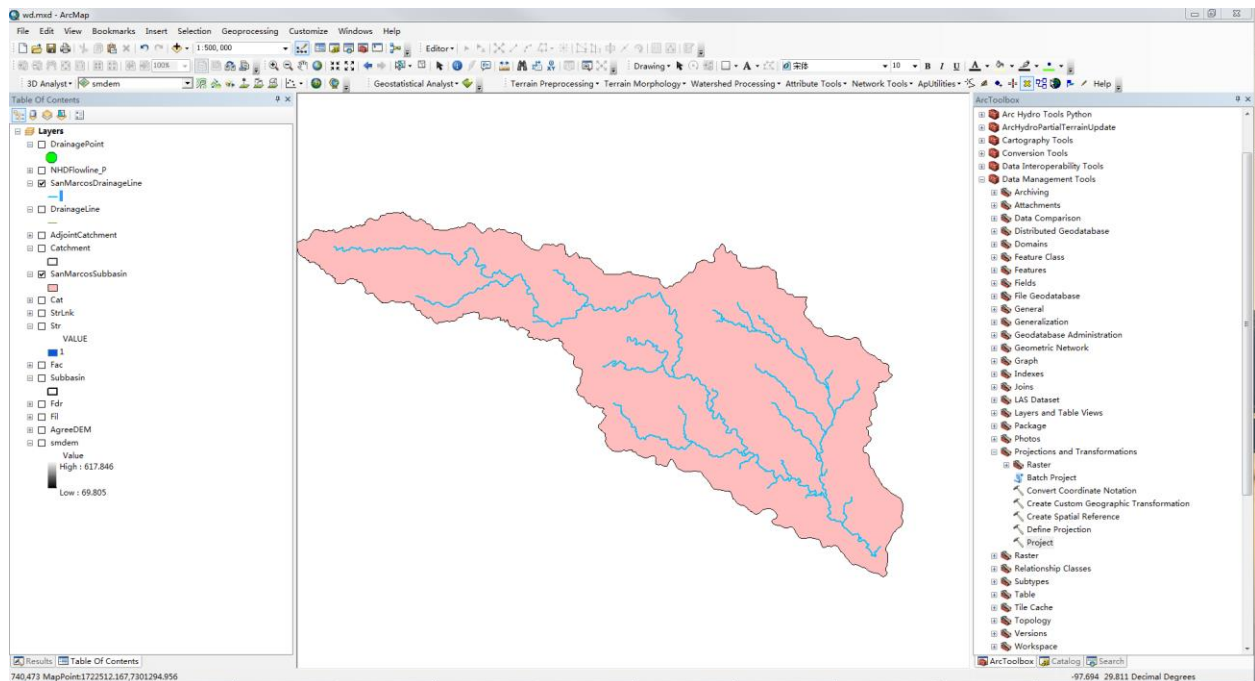 wd.mxd - ArcMap
File Edit View Bookmarks Insert Selection Geoprocessing Customize Windows Help
1:500,000 Editor
100% Drawing A 宋体 10 B I U A
3D Analyst smdem Geostatistical Analyst Terrain Preprocessing Terrain Morphology Watershed Processing Attribute Tools Network Tools ApUtilities Help
Table Of Contents
Layers
DrainagePoint
NHDFlowline_P
SanMarcosDrainageLine
DrainageLine
AdjointCatchment
Catchment
SanMarcosSubbasin
Cat
StrLnk
Str
VALUE
1
Fac
Subbasin
Fdr
Fil
AgreeDEM
smdem
Value
High : 617.846
Low : 69.805
Results Table Of Contents
ArcToolbox
Arc Hydro Tools Python
ArcHydroPartialTerrainUpdate
Cartography Tools
Conversion Tools
Data Interoperability Tools
Data Management Tools
Archiving
Attachments
Data Comparison
Distributed Geodatabase
Domains
Feature Class
Features
Fields
File Geodatabase
General
Generalization
Geodatabase Administration
Geometric Network
Graph
Indexes
Joins
LAS Dataset
Layers and Table Views
Package
Photos
Projections and Transformations
Raster
Batch Project
Convert Coordinate Notation
Create Custom Geographic Transformation
Create Spatial Reference
Define Projection
Project
Raster
Relationship Classes
Subtypes
Table
Tile Cache
Topology
Versions
Workspace
ArcToolbox Catalog Search
740,473 MapPoint:1722512.167,7301294.956
-97.694 29.811 Decimal Degrees